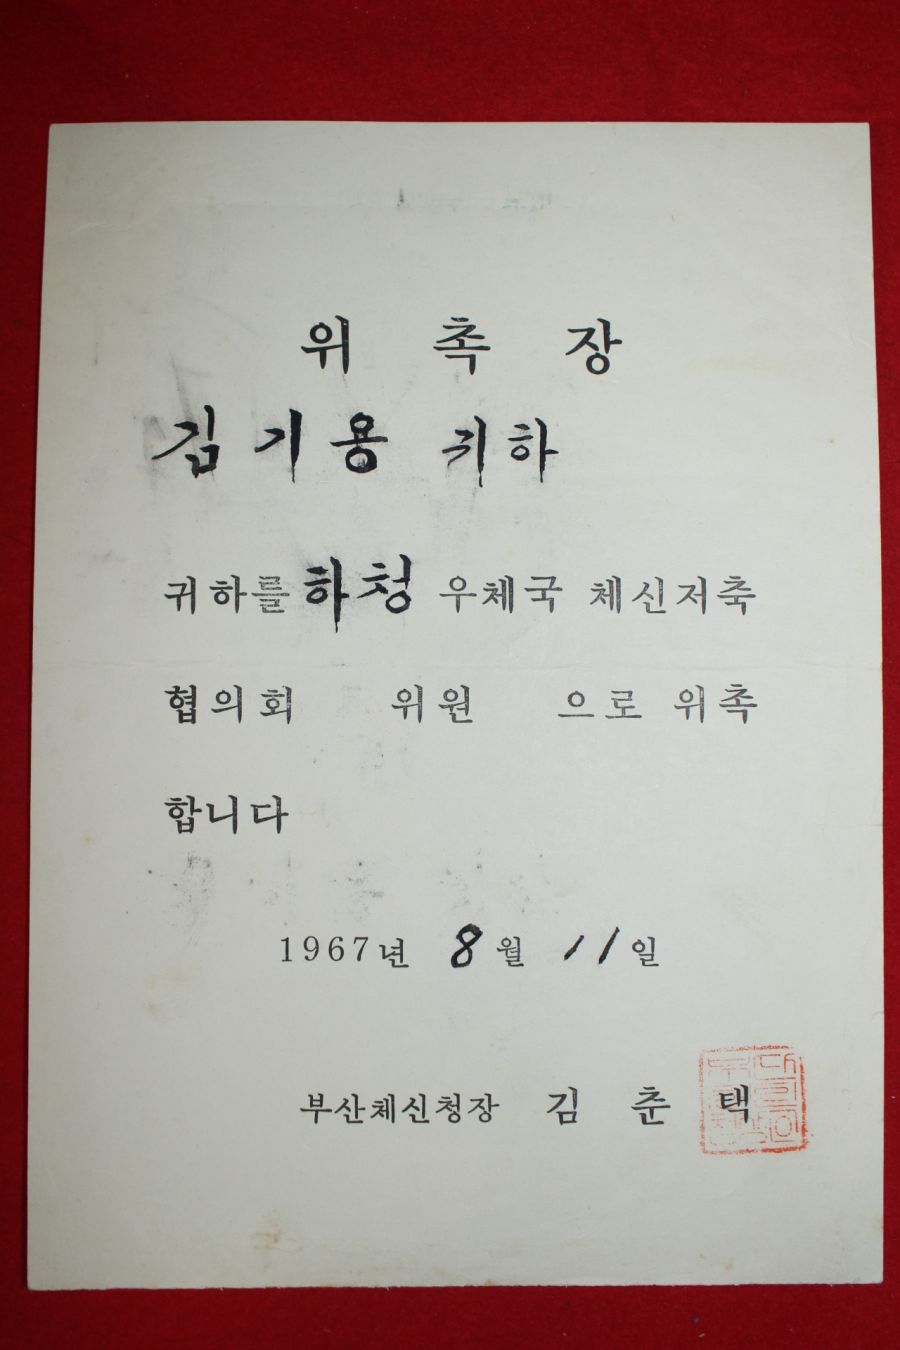 위 촉 장
김기용 귀하
귀하를 하청 우체국 체신저축
협의회 위원 으로 위촉
합니다
1967년 8월 11일
부산체신청장 김 춘 택